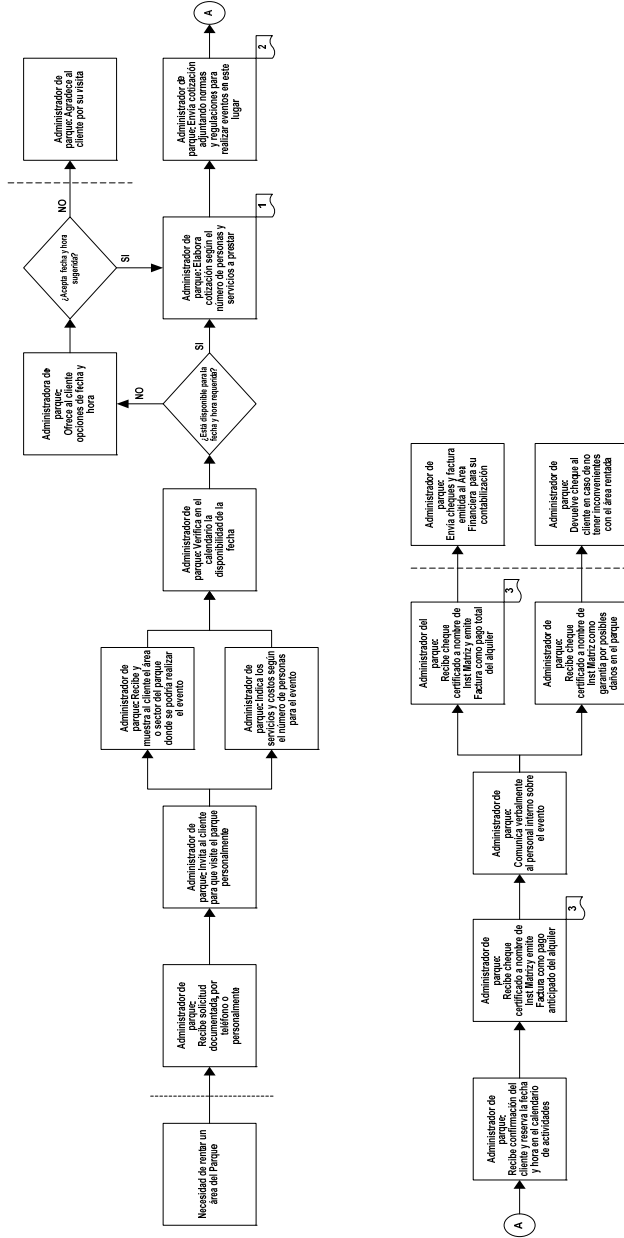 Necesidad de rentar un
área del Parque
Administrador de
parque:
Recibe solicitud
documentada, por
teléfono o
personalmente
Administrador de
parque: Invita al cliente
para que visite el parque
personalmente
Administrador de
parque: Recibe y
muestra al cliente el área
o sector del parque
donde se podría realizar
el evento
Administrador de
parque: Indica los
servicios y costos según
el número de personas
para el evento
Administrador de
parque: Verifica en el
calendario la
disponibilidad de la
fecha
¿Está disponible para la
fecha y hora requerida?
NO
SI
Administradora de
parque:
Ofrece al cliente
opciones de fecha y
hora
¿Acepta fecha y hora
sugerida?
NO
SI
Administrador de
parque: Agradece al
cliente por su visita
Administrador de
parque: Elabora
cotización según el
número de personas y
servicios a prestar
1
Administrador de
parque: Envía cotización
adjuntando normas
y regulaciones para
realizar eventos en este
lugar
2
A
A
Administrador de
parque:
Recibe confirmación del
cliente y reserva la fecha
y hora en el calendario
de actividades
Administrador de
parque:
Recibe cheque
certificado a nombre de
Inst Matriz y emite
Factura como pago
anticipado del alquiler
3
Administrador de
parque:
Comunica verbalmente
al personal interno sobre
el evento
Administrador del
parque:
Recibe cheque
certificado a nombre de
Inst Matriz y emite
Factura como pago total
del alquiler
3
Administrador de
parque:
Envía cheques y factura
emitida al Área
Financiera para su
contabilización
Administrador de
parque:
Recibe cheque
certificado a nombre de
Inst Matriz como
garantía por posibles
daños en el parque
Administrador de
parque:
Devuelve cheque al
cliente en caso de no
tener inconvenientes
con el área rentada